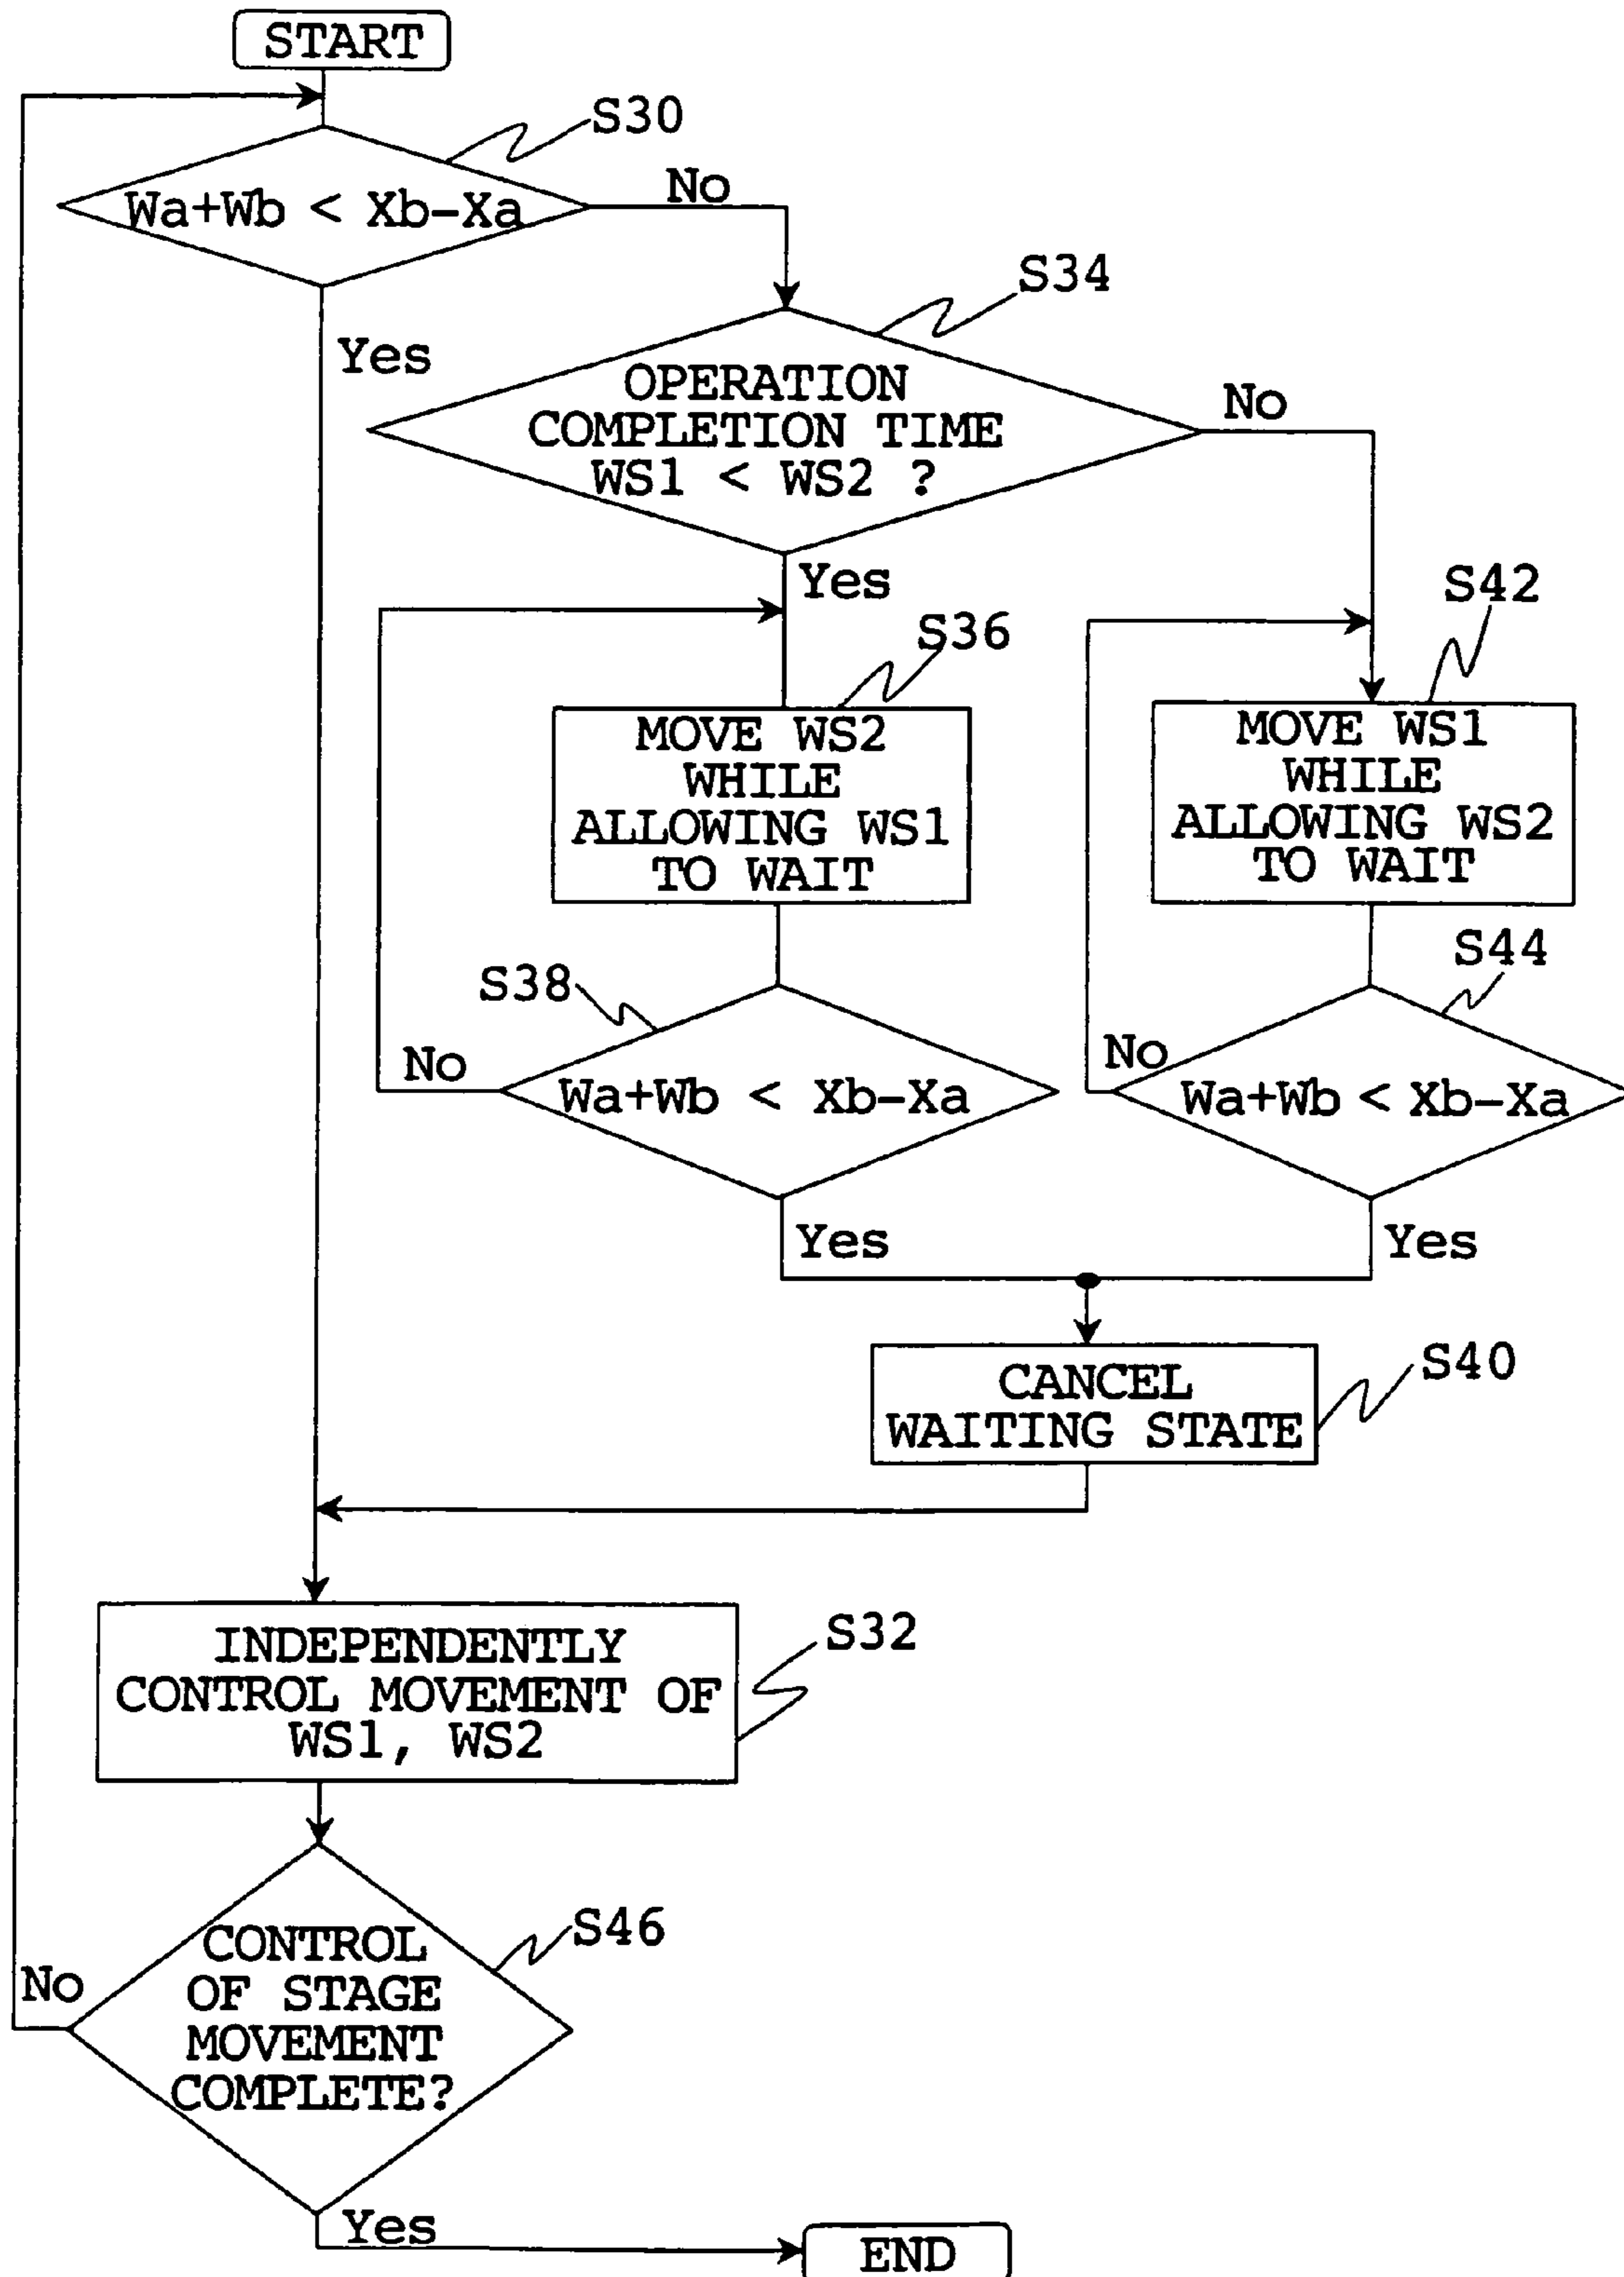 START
S30
Wa+Wb < Xb-Xa
No
Yes
S34
OPERATION
COMPLETION TIME
WS1 < WS2 ?
No
Yes
S36
MOVE WS2
WHILE
ALLOWING WS1
TO WAIT
S42
MOVE WS1
WHILE
ALLOWING WS2
TO WAIT
S38
No
Wa+Wb < Xb-Xa
Yes
S44
No
Wa+Wb < Xb-Xa
Yes
CANCEL
WAITING STATE
S40
INDEPENDENTLY
CONTROL MOVEMENT OF
WS1, WS2
S32
CONTROL
OF STAGE
MOVEMENT
COMPLETE?
S46
No
Yes
END